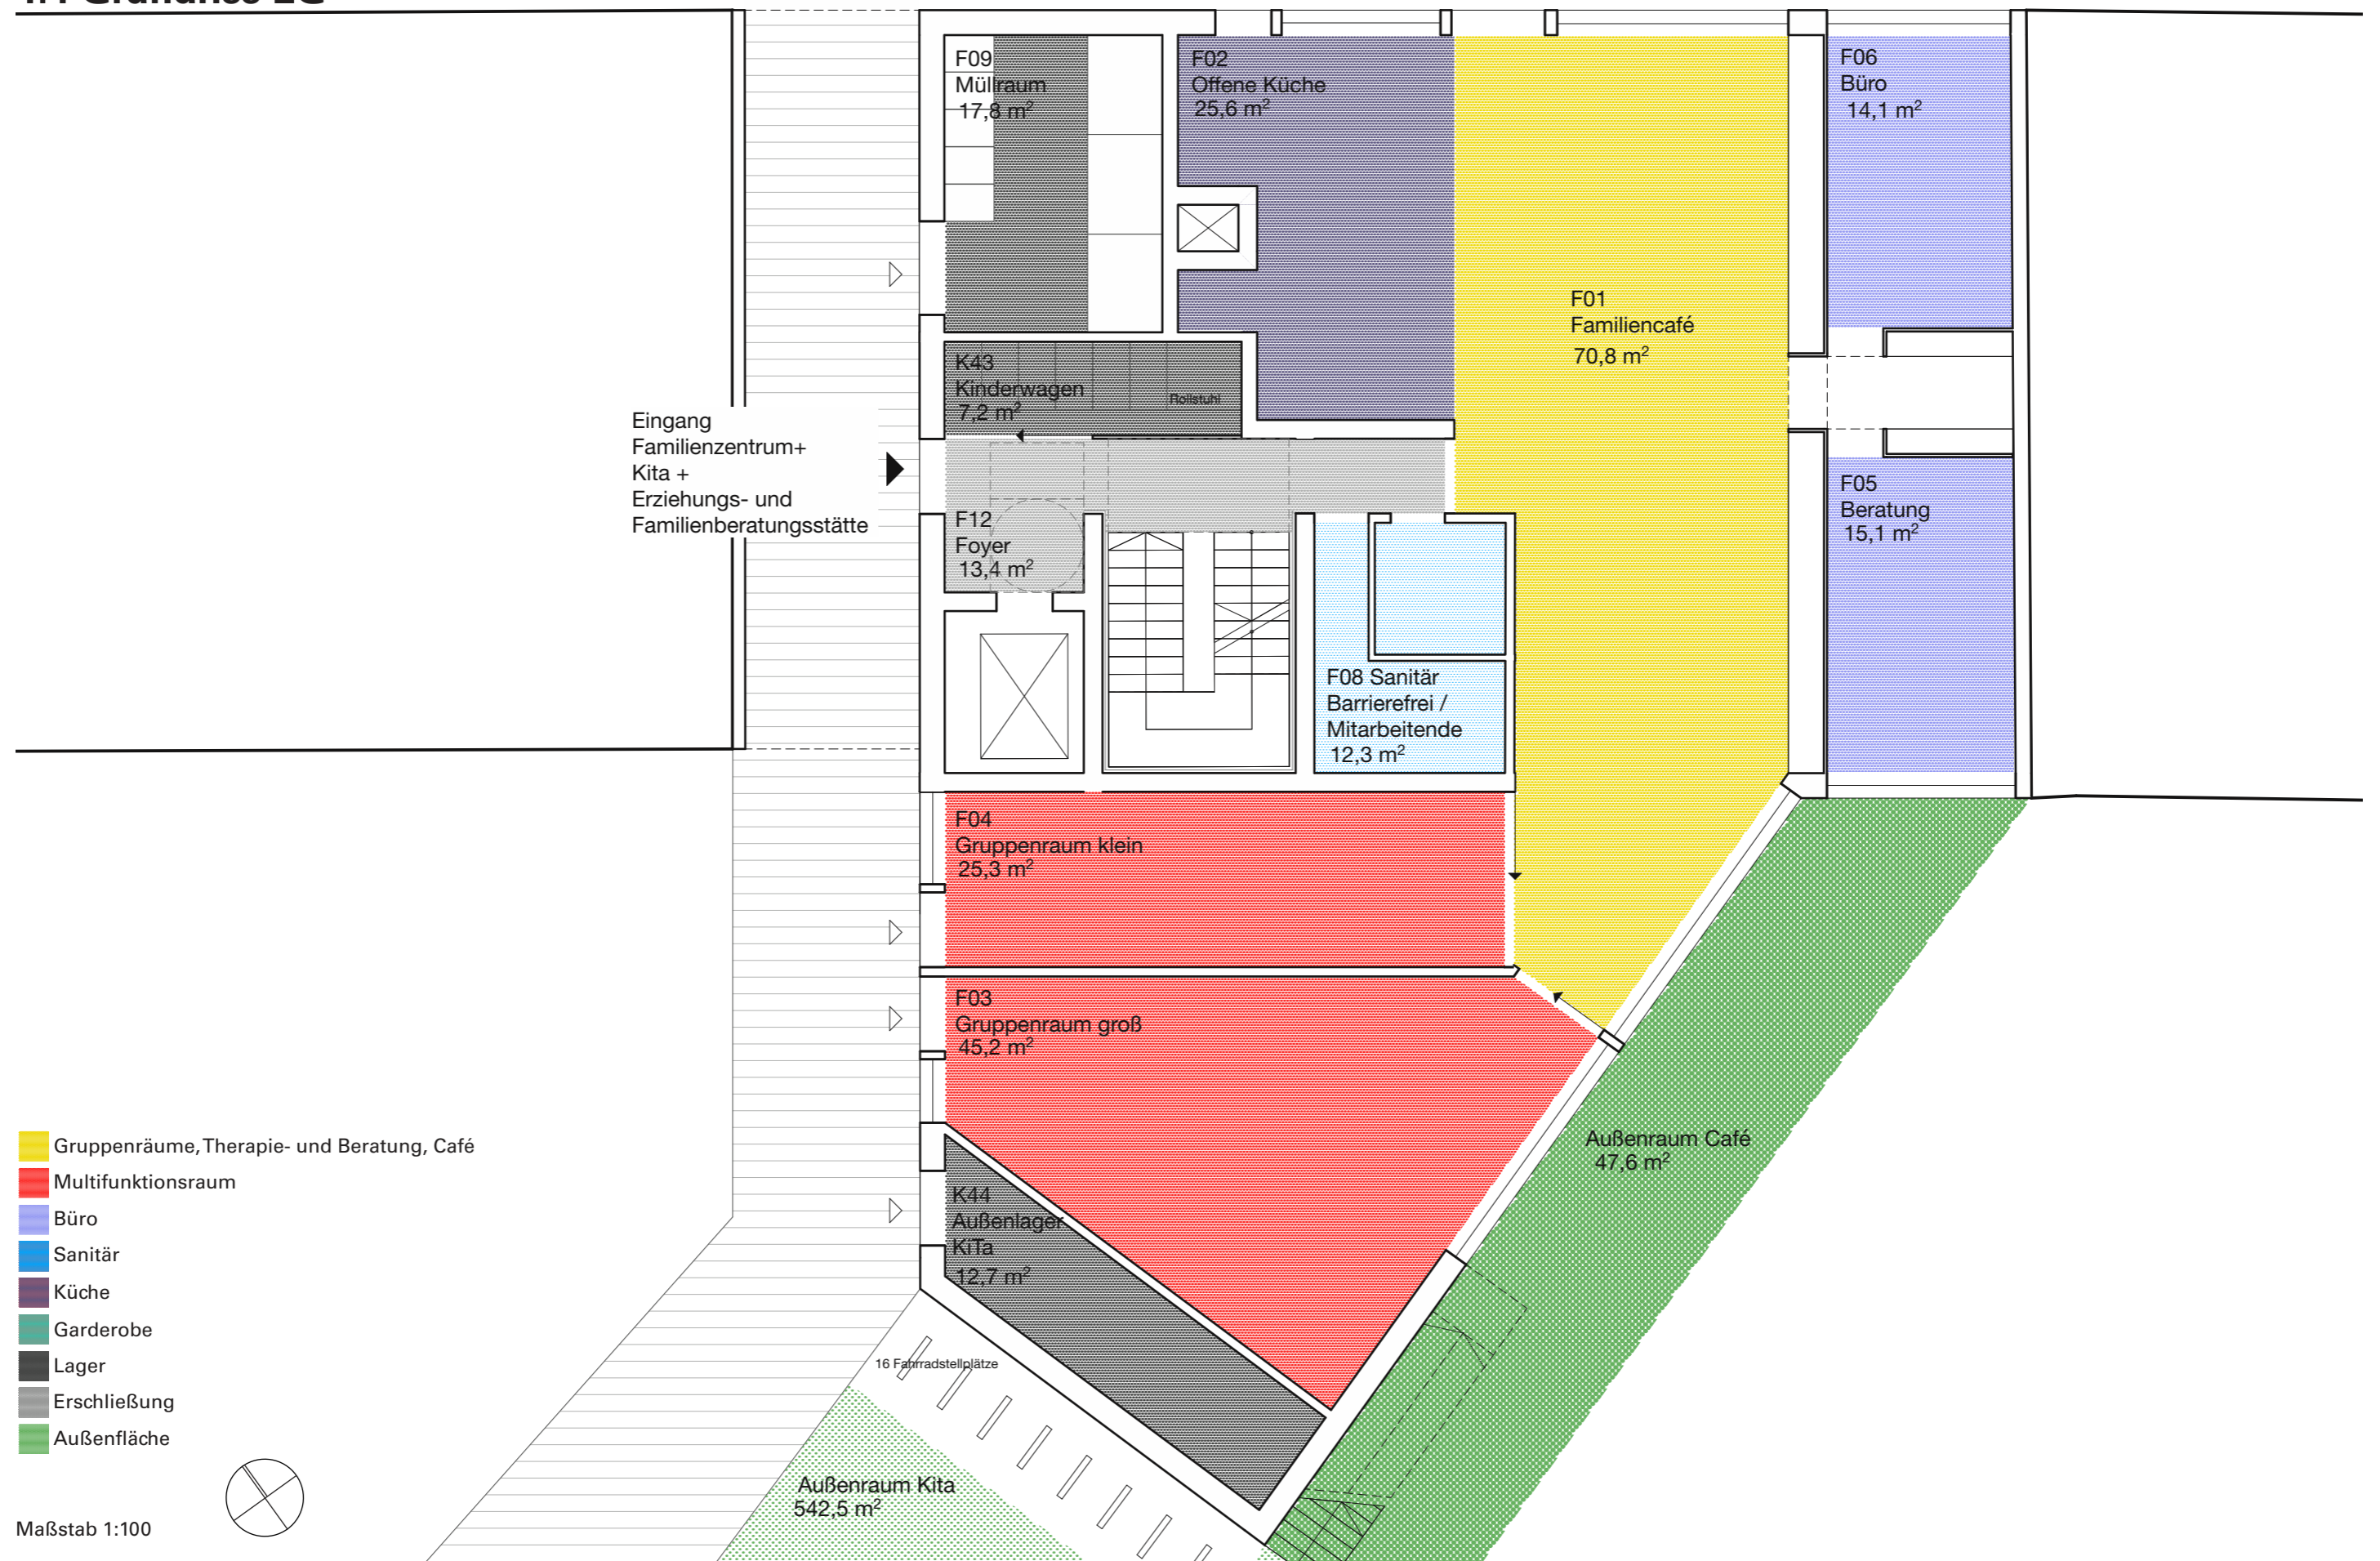 4.1 Grundriss EG
F09
Müllraum
17,8 m²
F02
Offene Küche
25,6 m²
F06
Büro
14,1 m²
F01
Familiencafé
70,8 m²
K43
Kinderwagen
7,2 m²
Rollstuhl
Eingang
Familienzentrum+
Kita +
Erziehungs- und
Familienberatungsstätte
F12
Foyer
13,4 m²
F05
Beratung
15,1 m²
F08 Sanitär
Barrierefrei /
Mitarbeitende
12,3 m²
F04
Gruppenraum klein
25,3 m²
F03
Gruppenraum groß
45,2 m²
Außenraum Café
47,6 m²
K44
Außenlager
KiTa
12,7 m²
16 Fahrradstellplätze
Außenraum Kita
542,5 m²
Gruppenräume, Therapie- und Beratung, Café
Multifunktionsraum
Büro
Sanitär
Küche
Garderobe
Lager
Erschließung
Außenfläche
Maßstab 1:100